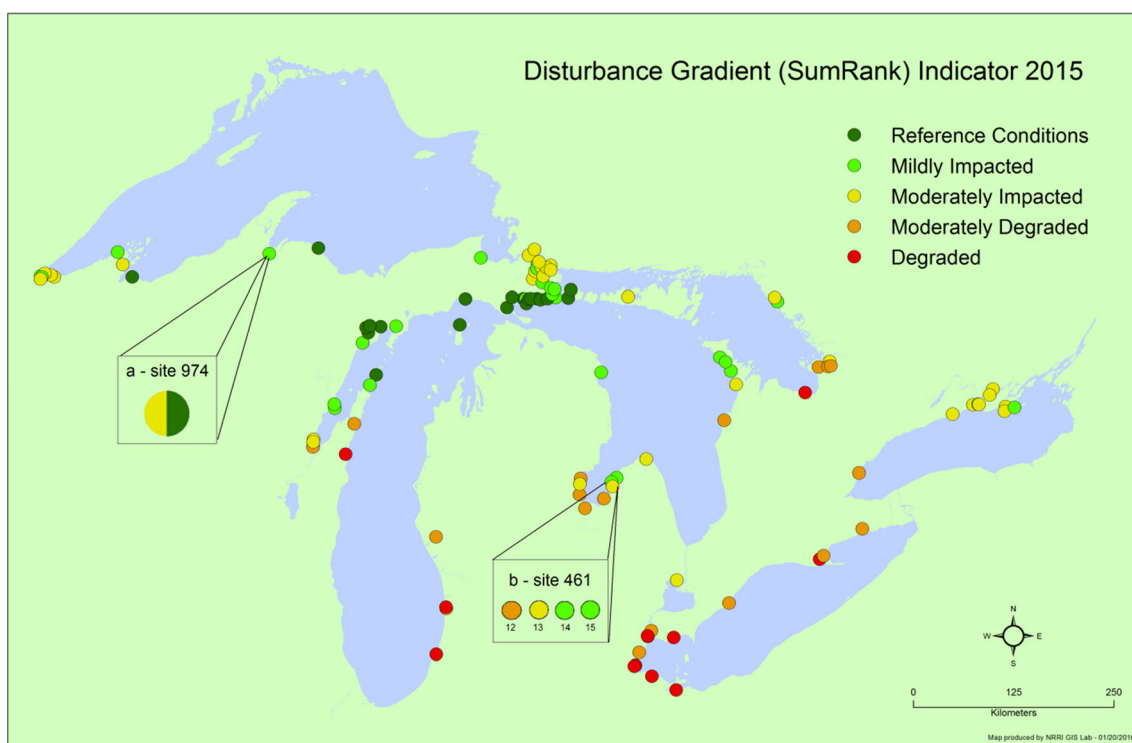 Disturbance Gradient (SumRank) Indicator 2015
Reference Conditions
Mildly Impacted
Moderately Impacted
Moderately Degraded
Degraded
a - site 974
b - site 461
12 13 14 15
N
W E
S
0 125 250
Kilometers
Map produced by NRRI GIS Lab - 01/20/2016